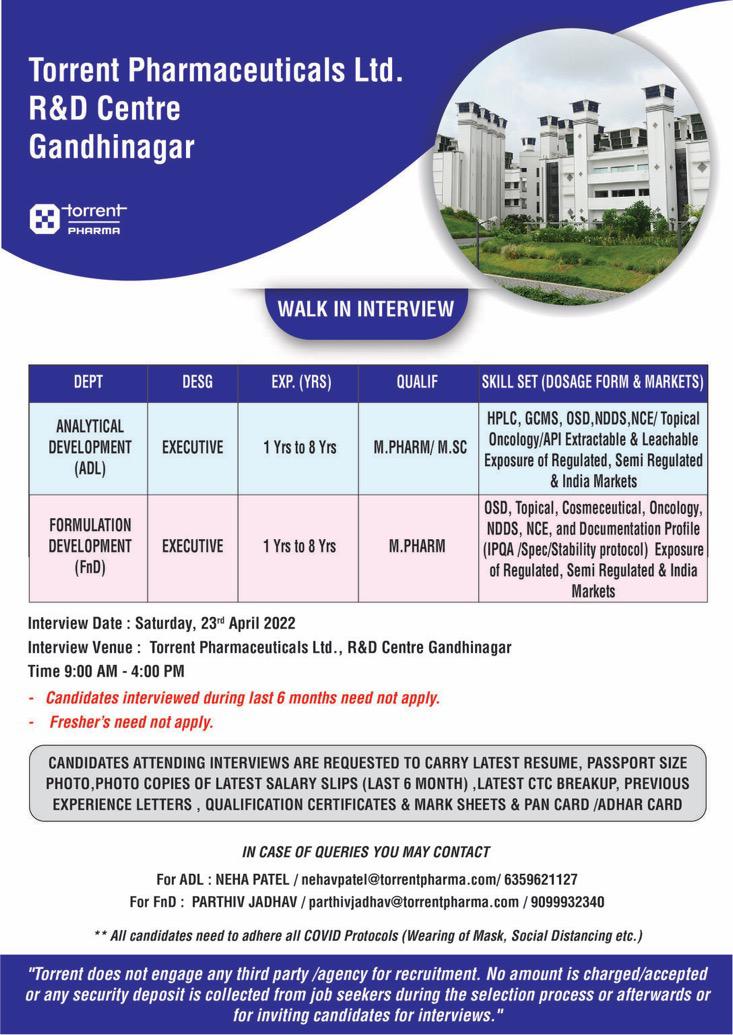 Torrent Pharmaceuticals Ltd.
R&D Centre
Gandhinagar
torrent
PHARMA
WALK IN INTERVIEW
DEPT DESG EXP. (YRS) QUALIF SKILL SET (DOSAGE FORM & MARKETS)
ANALYTICAL
DEVELOPMENT
(ADL)
EXECUTIVE
1 Yrs to 8 Yrs
M.PHARM/ M.SC
HPLC, GCMS, OSD,NDDS,NCE/ Topical
Oncology/API Extractable & Leachable
Exposure of Regulated, Semi Regulated
& India Markets
FORMULATION
DEVELOPMENT
(FnD)
EXECUTIVE
1 Yrs to 8 Yrs
M.PHARM
OSD, Topical, Cosmeceutical, Oncology,
NDDS, NCE, and Documentation Profile
(IPQA /Spec/Stability protocol) Exposure
of Regulated, Semi Regulated & India
Markets
Interview Date : Saturday, 23rd April 2022
Interview Venue : Torrent Pharmaceuticals Ltd., R&D Centre Gandhinagar
Time 9:00 AM - 4:00 PM
- Candidates interviewed during last 6 months need not apply.
- Fresher's need not apply.
CANDIDATES ATTENDING INTERVIEWS ARE REQUESTED TO CARRY LATEST RESUME, PASSPORT SIZE
PHOTO,PHOTO COPIES OF LATEST SALARY SLIPS (LAST 6 MONTH) ,LATEST CTC BREAKUP, PREVIOUS
EXPERIENCE LETTERS , QUALIFICATION CERTIFICATES & MARK SHEETS & PAN CARD /ADHAR CARD
IN CASE OF QUERIES YOU MAY CONTACT
For ADL : NEHA PATEL / nehavpatel@torrentpharma.com/ 6359621127
For FnD : PARTHIV JADHAV / parthivjadhav@torrentpharma.com / 9099932340
** All candidates need to adhere all COVID Protocols (Wearing of Mask, Social Distancing etc.)
"Torrent does not engage any third party /agency for recruitment. No amount is charged/accepted
or any security deposit is collected from job seekers during the selection process or afterwards or
for inviting candidates for interviews."